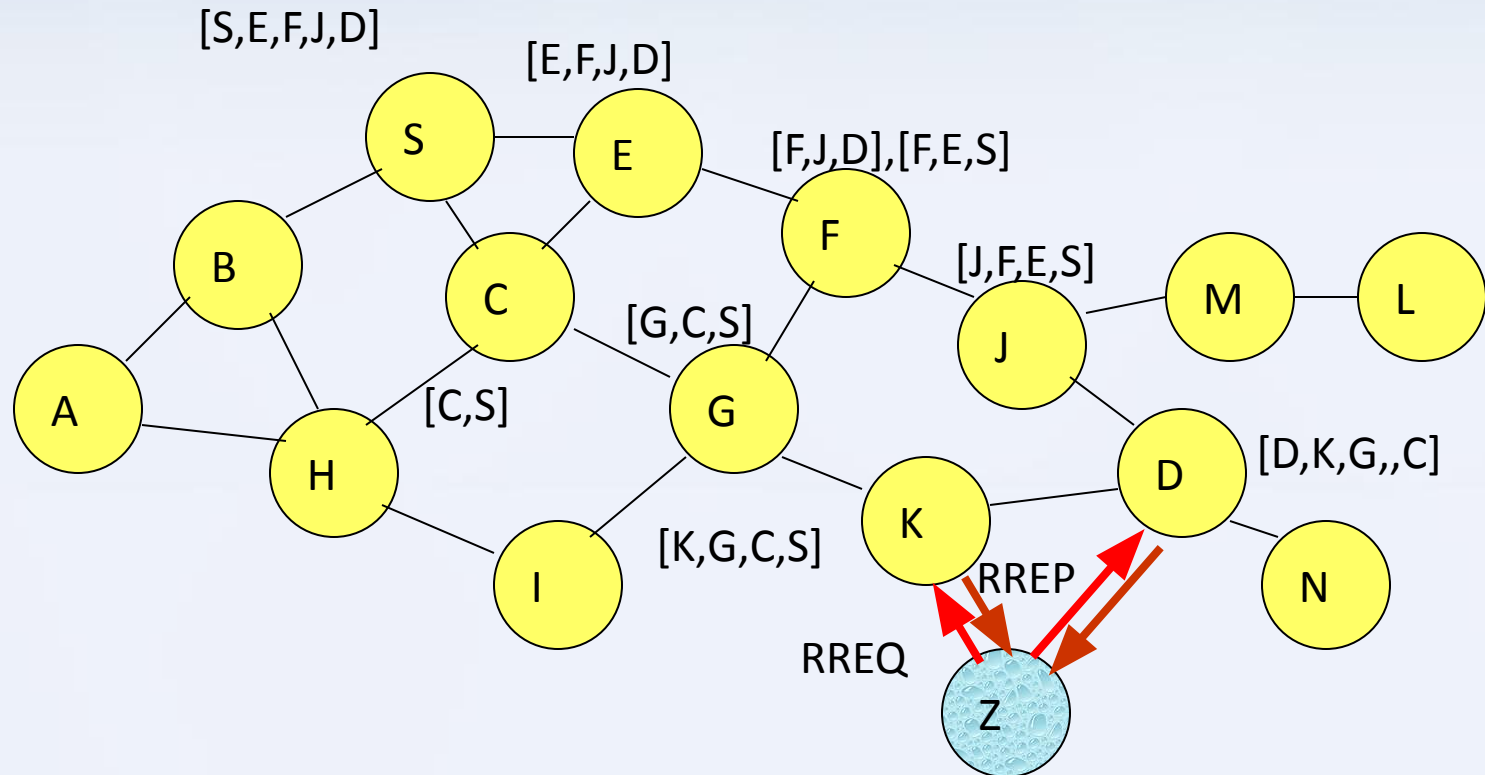 [S,E,F,J,D]
[E,F,J,D]
S
E
[F,J,D],[F,E,S]
F
B
[J,F,E,S]
C
M
L
[G,C,S]
J
A
[C,S]
G
[D,K,G,,C]
H
D
K
[K,G,C,S]
I
RREP
N
RREQ
Z